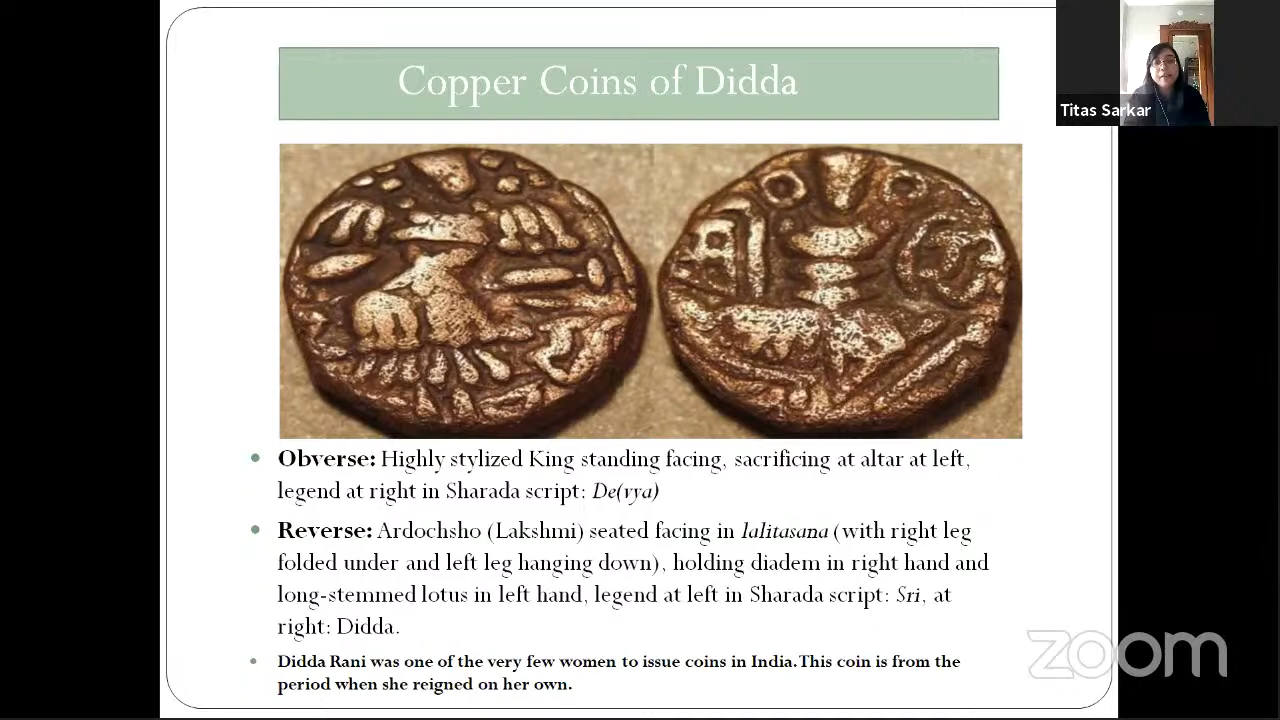 Copper Coins of Didda
Titas Sarkar
• Obverse: Highly stylized King standing facing, sacrificing at altar at left,
legend at right in Sharada script: De(vya)
• Reverse: Ardochsho (Lakshmi) seated facing in lalitasana (with right leg
folded under and left leg hanging down), holding diadem in right hand and
long-stemmed lotus in left hand, legend at left in Sharada script: Sri, at
right: Didda.
• Didda Rani was one of the very few women to issue coins in India.This coin is from the
period when she reigned on her own.
zoom